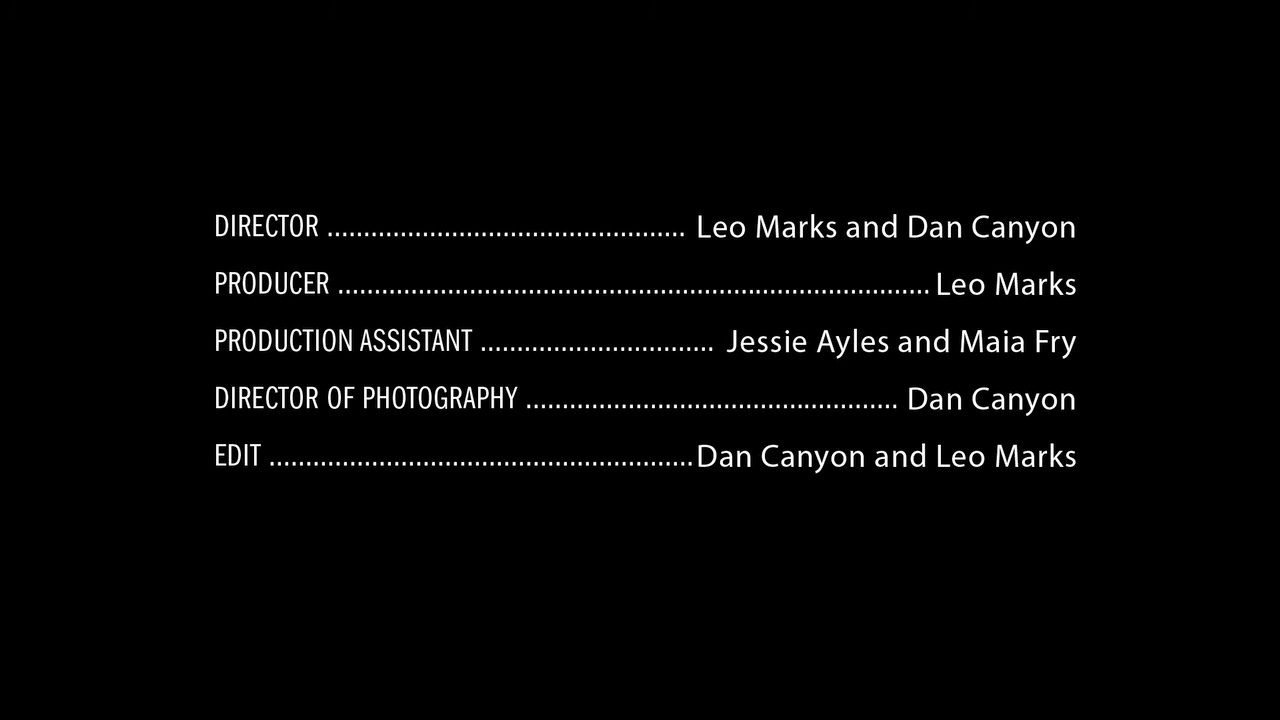 DIRECTOR ................................................. Leo Marks and Dan Canyon
PRODUCER ................................................................................. Leo Marks
PRODUCTION ASSISTANT ................................ Jessie Ayles and Maia Fry
DIRECTOR OF PHOTOGRAPHY ................................................... Dan Canyon
EDIT ..........................................................Dan Canyon and Leo Marks